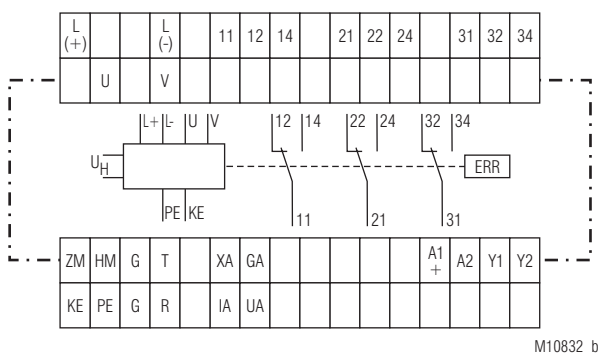 L (+) L (-) 11 12 14 21 22 24 31 32 34
U V
L+ L- U V 12 14 22 24 32 34
UH ERR
PE KE 11 21 31
ZM HM G T XA GA A1 + A2 Y1 Y2
KE PE G R IA UA
M10832_b